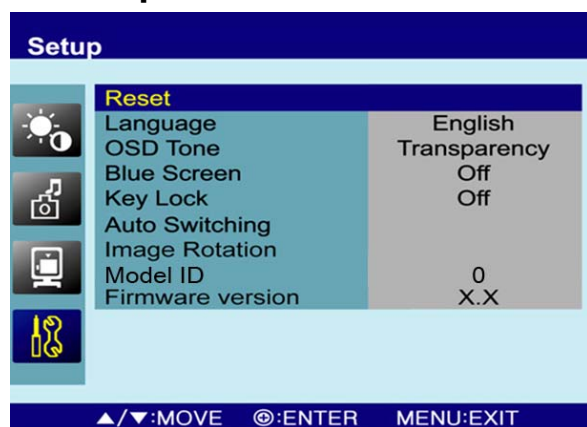 Setup
Reset
Language English
OSD Tone Transparency
Blue Screen Off
Key Lock Off
Auto Switching
Image Rotation
Model ID 0
Firmware version X.X
▲/▼:MOVE ⊕:ENTER MENU:EXIT